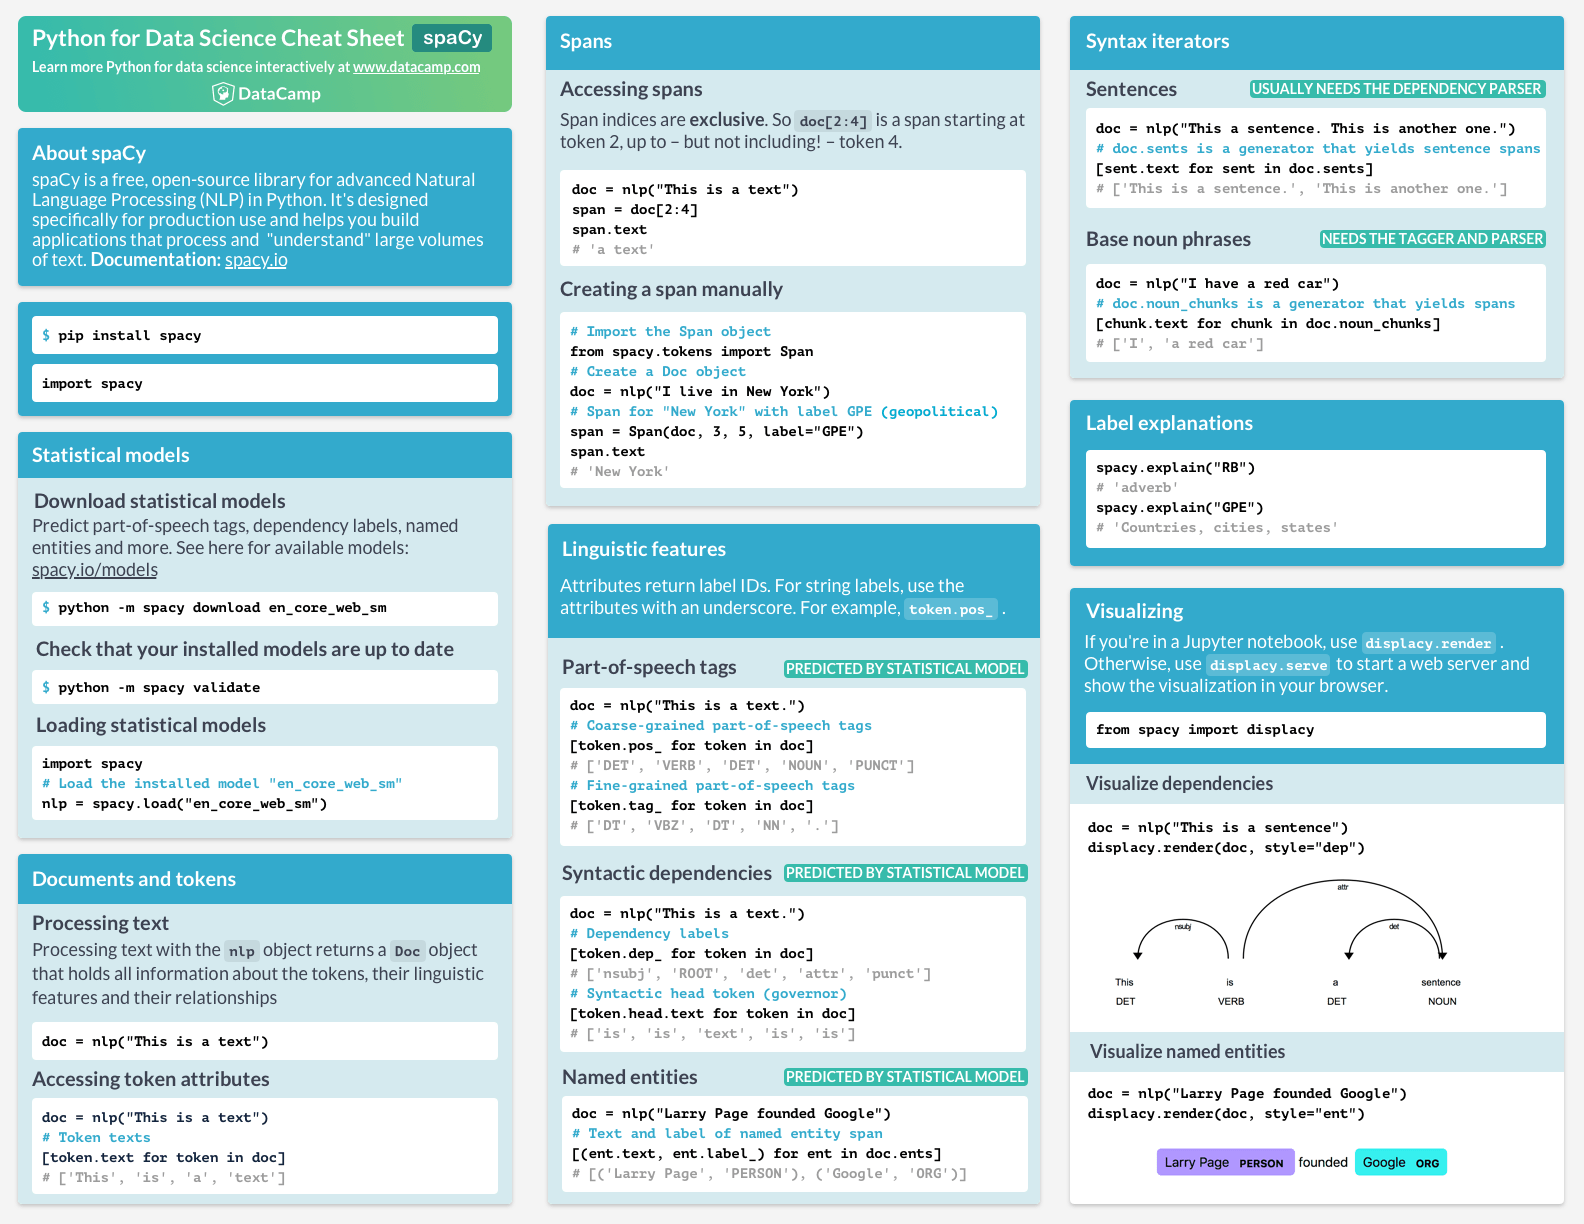 Python for Data Science Cheat Sheet spaCy
Learn more Python for data science interactively at www.datacamp.com
DataCamp
About spaCy
spaCy is a free, open-source library for advanced Natural
Language Processing (NLP) in Python. It's designed
specifically for production use and helps you build
applications that process and "understand" large volumes
of text. Documentation: spacy.io
$ pip install spacy
import spacy
Statistical models
Download statistical models
Predict part-of-speech tags, dependency labels, named
entities and more. See here for available models:
spacy.io/models
$ python -m spacy download en_core_web_sm
Check that your installed models are up to date
$ python -m spacy validate
Loading statistical models
import spacy
# Load the installed model "en_core_web_sm"
nlp = spacy.load("en_core_web_sm")
Documents and tokens
Processing text
Processing text with the nlp object returns a Doc object
that holds all information about the tokens, their linguistic
features and their relationships
doc = nlp("This is a text")
Accessing token attributes
doc = nlp("This is a text")
# Token texts
[token.text for token in doc]
# ['This', 'is', 'a', 'text']
Spans
Accessing spans
Span indices are exclusive. So doc[2:4] is a span starting at
token 2, up to – but not including! – token 4.
doc = nlp("This is a text")
span = doc[2:4]
span.text
# 'a text'
Creating a span manually
# Import the Span object
from spacy.tokens import Span
# Create a Doc object
doc = nlp("I live in New York")
# Span for "New York" with label GPE (geopolitical)
span = Span(doc, 3, 5, label="GPE")
span.text
# 'New York'
Linguistic features
Attributes return label IDs. For string labels, use the
attributes with an underscore. For example, token.pos_ .
Part-of-speech tags PREDICTED BY STATISTICAL MODEL
doc = nlp("This is a text.")
# Coarse-grained part-of-speech tags
[token.pos_ for token in doc]
# ['DET', 'VERB', 'DET', 'NOUN', 'PUNCT']
# Fine-grained part-of-speech tags
[token.tag_ for token in doc]
# ['DT', 'VBZ', 'DT', 'NN', '.']
Syntactic dependencies PREDICTED BY STATISTICAL MODEL
doc = nlp("This is a text.")
# Dependency labels
[token.dep_ for token in doc]
# ['nsubj', 'ROOT', 'det', 'attr', 'punct']
# Syntactic head token (governor)
[token.head.text for token in doc]
# ['is', 'is', 'text', 'is', 'is']
Named entities PREDICTED BY STATISTICAL MODEL
doc = nlp("Larry Page founded Google")
# Text and label of named entity span
[(ent.text, ent.label_) for ent in doc.ents]
# [('Larry Page', 'PERSON'), ('Google', 'ORG')]
Syntax iterators
Sentences USUALLY NEEDS THE DEPENDENCY PARSER
doc = nlp("This a sentence. This is another one.")
# doc.sents is a generator that yields sentence spans
[sent.text for sent in doc.sents]
# ['This is a sentence.', 'This is another one.']
Base noun phrases NEEDS THE TAGGER AND PARSER
doc = nlp("I have a red car")
# doc.noun_chunks is a generator that yields spans
[chunk.text for chunk in doc.noun_chunks]
# ['I', 'a red car']
Label explanations
spacy.explain("RB")
# 'adverb'
spacy.explain("GPE")
# 'Countries, cities, states'
Visualizing
If you're in a Jupyter notebook, use displacy.render .
Otherwise, use displacy.serve to start a web server and
show the visualization in your browser.
from spacy import displacy
Visualize dependencies
doc = nlp("This is a sentence")
displacy.render(doc, style="dep")
attr
nsubj det
This is a sentence
DET VERB DET NOUN
Visualize named entities
doc = nlp("Larry Page founded Google")
displacy.render(doc, style="ent")
Larry Page PERSON founded Google ORG